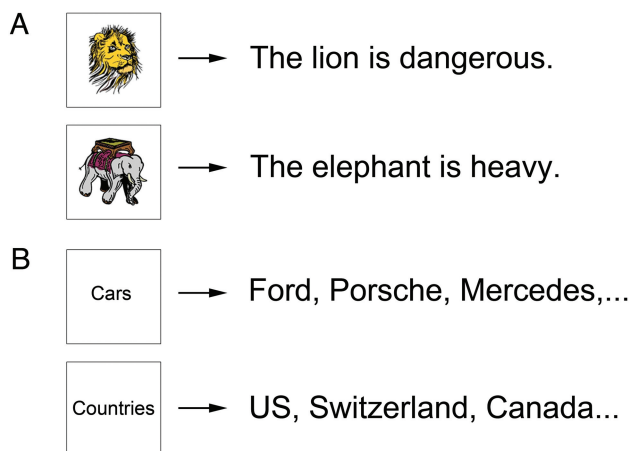 A
The lion is dangerous.
The elephant is heavy.
B
Cars
Ford, Porsche, Mercedes,...
Countries
US, Switzerland, Canada...